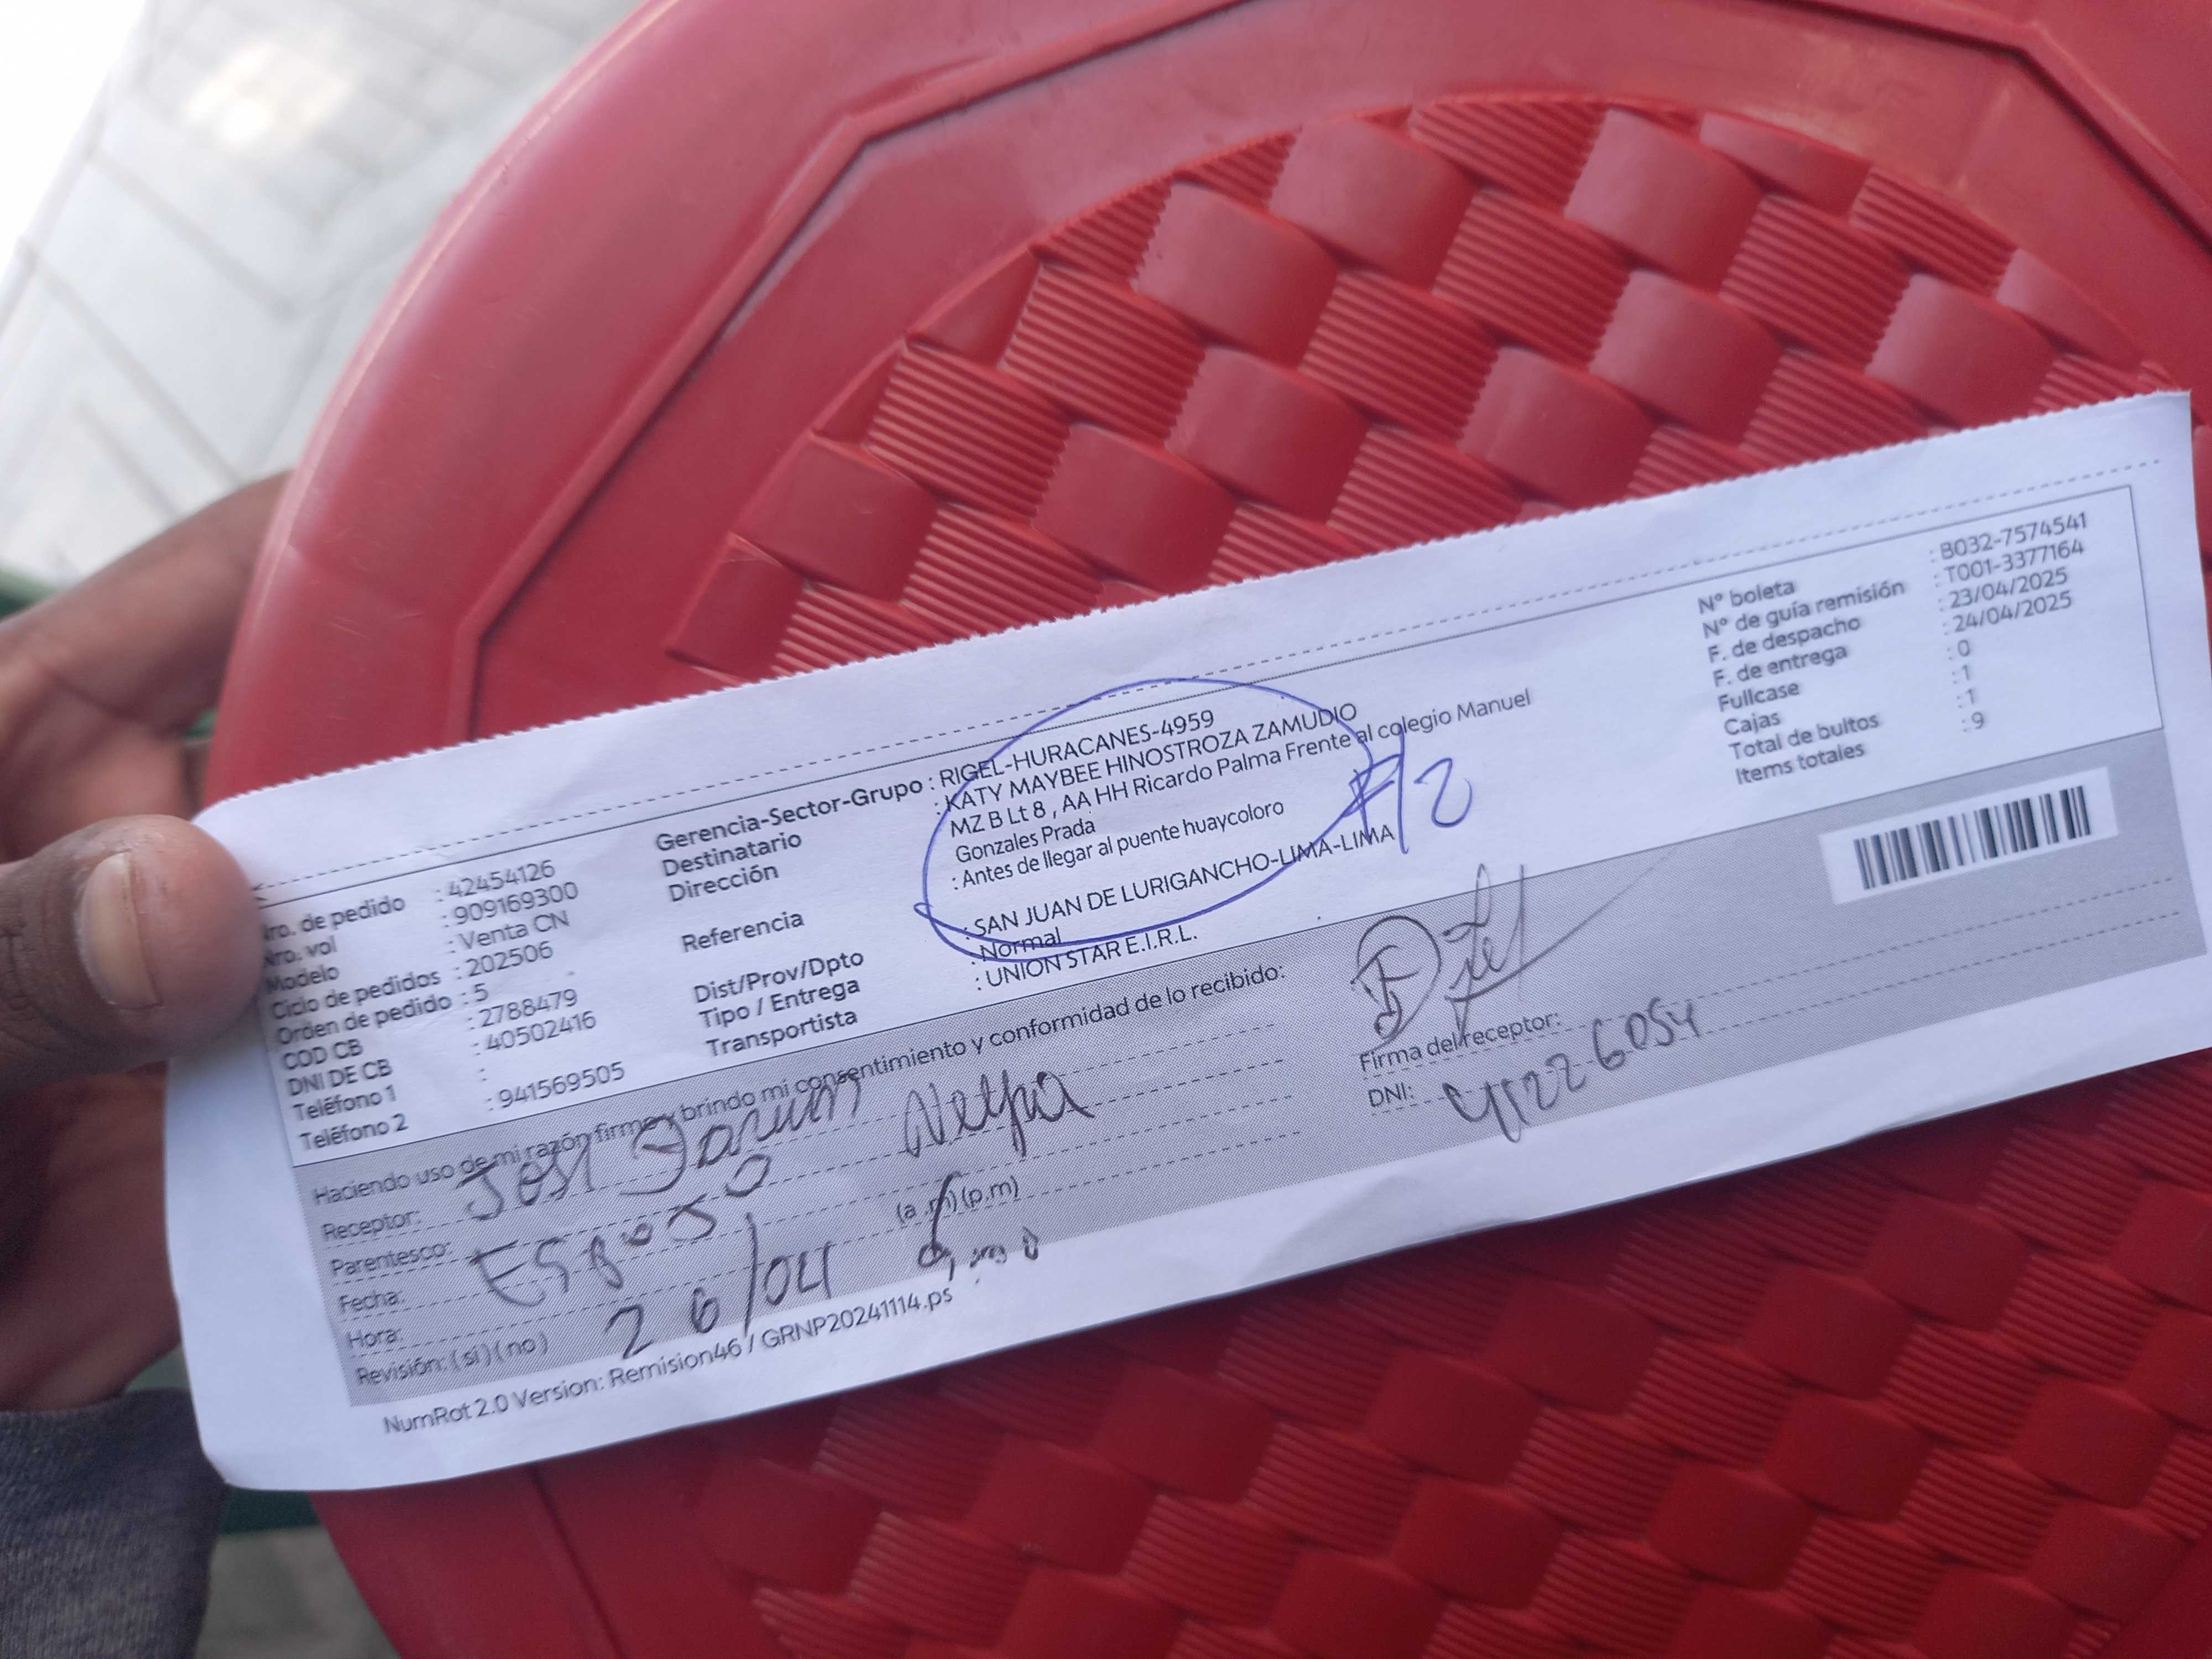 Nro. de pedido : 42454126
Nro. vol : 909169300
Modelo : Venta CN
Ciclo de pedidos : 202506
Orden de pedido : 5
COD CB : 2788479
DNI DE CB : 40502416
Teléfono 1 :
Teléfono 2 : 941569505
Gerencia-Sector-Grupo : RIGEL-HURACANES-4959
Destinatario : KATY MAYBEE HINOSTROZA ZAMUDIO
Dirección MZ B Lt 8 , AA HH Ricardo Palma Frente al colegio Manuel
Gonzales Prada
Referencia : Antes de llegar al puente huaycoloro
Dist/Prov/Dpto : SAN JUAN DE LURIGANCHO-LIMA-LIMA
Tipo / Entrega : Normal
Transportista : UNION STAR E.I.R.L.
N° boleta : B032-7574541
N° de guía remisión : T001-3377164
F. de despacho : 23/04/2025
F. de entrega : 24/04/2025
Fullcase : 0
Cajas : 1
Total de bultos : 1
Items totales : 9
Haciendo uso de mi razón firmo y brindo mi consentimiento y conformidad de lo recibido:
Receptor: José
Parentesco: Esposo
Fecha: 26/04
Hora: (a.m) (p.m)
Revisión: ( si ) ( no )
Firma del receptor:
DNI:
NumRot 2.0 Version: Remision46 / GRNP20241114.ps